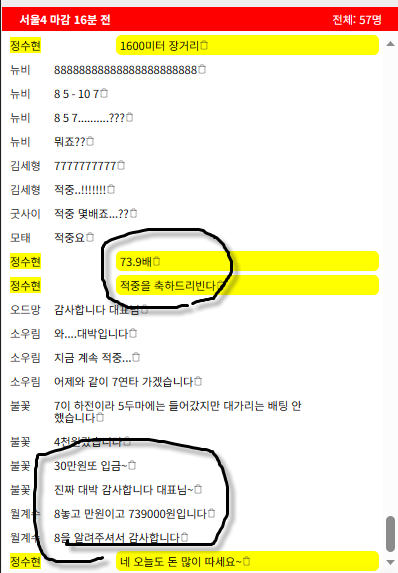 서울4 마감 16분 전 전체: 57명
정수현 1600미터 장거리
뉴비 88888888888888888888888
뉴비 8 5 - 10 7
뉴비 8 5 7..........???
뉴비 뭐죠??
김세형 7777777777
김세형 적중..!!!!!!!
굿사이 적중 몇배죠...??
모태 적중요
정수현 73.9배
정수현 적중을 축하드리빈다
오드망 감사합니다 대표님~
소우림 와....대박입니다
소우림 지금 계속 적중...
소우림 어제와 같이 7연타 가겠습니다
불꽃 7이 하전이라 5두마에는 들어갔지만 대가리는 배팅 안
했습니다
불꽃 4천원갔습니다
불꽃 30만원또 입금~
불꽃 진짜 대박 감사합니다 대표님~
월계수 8놓고 만원이고 739000원입니다
월계수 8을 알려주셔서 감사합니다
정수현 네 오늘도 돈 많이 따세요~